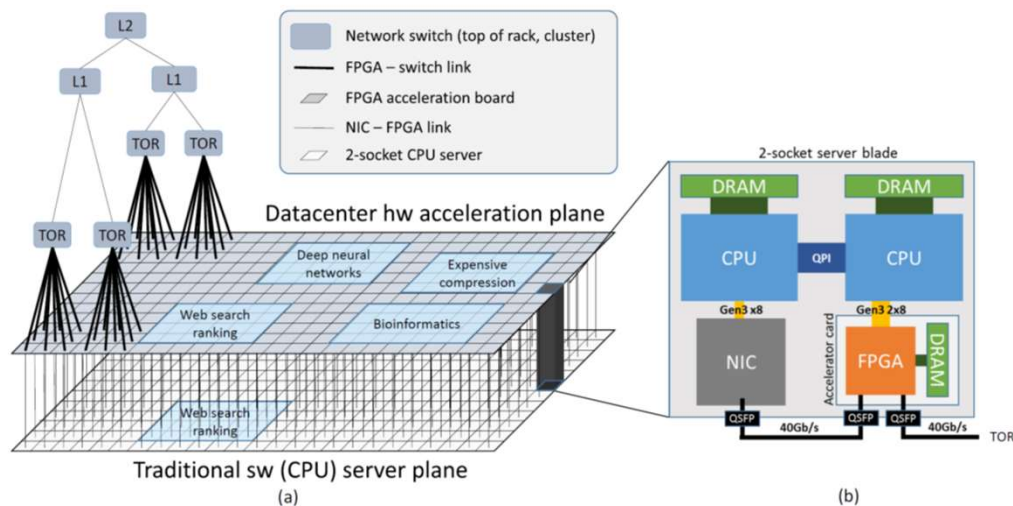 L2
L1
L1
TOR
TOR
TOR
TOR
Network switch (top of rack, cluster)
FPGA – switch link
FPGA acceleration board
NIC – FPGA link
2-socket CPU server
Datacenter hw acceleration plane
Deep neural
networks
Expensive
compression
Web search
ranking
Bioinformatics
Web search
ranking
Traditional sw (CPU) server plane
(a)
2-socket server blade
DRAM
DRAM
CPU
QPI
CPU
Gen3 x8
Gen3 2x8
NIC
Accelerator card
FPGA
DRAM
QSFP
QSFP
QSFP
40Gb/s
40Gb/s
TOR
(b)